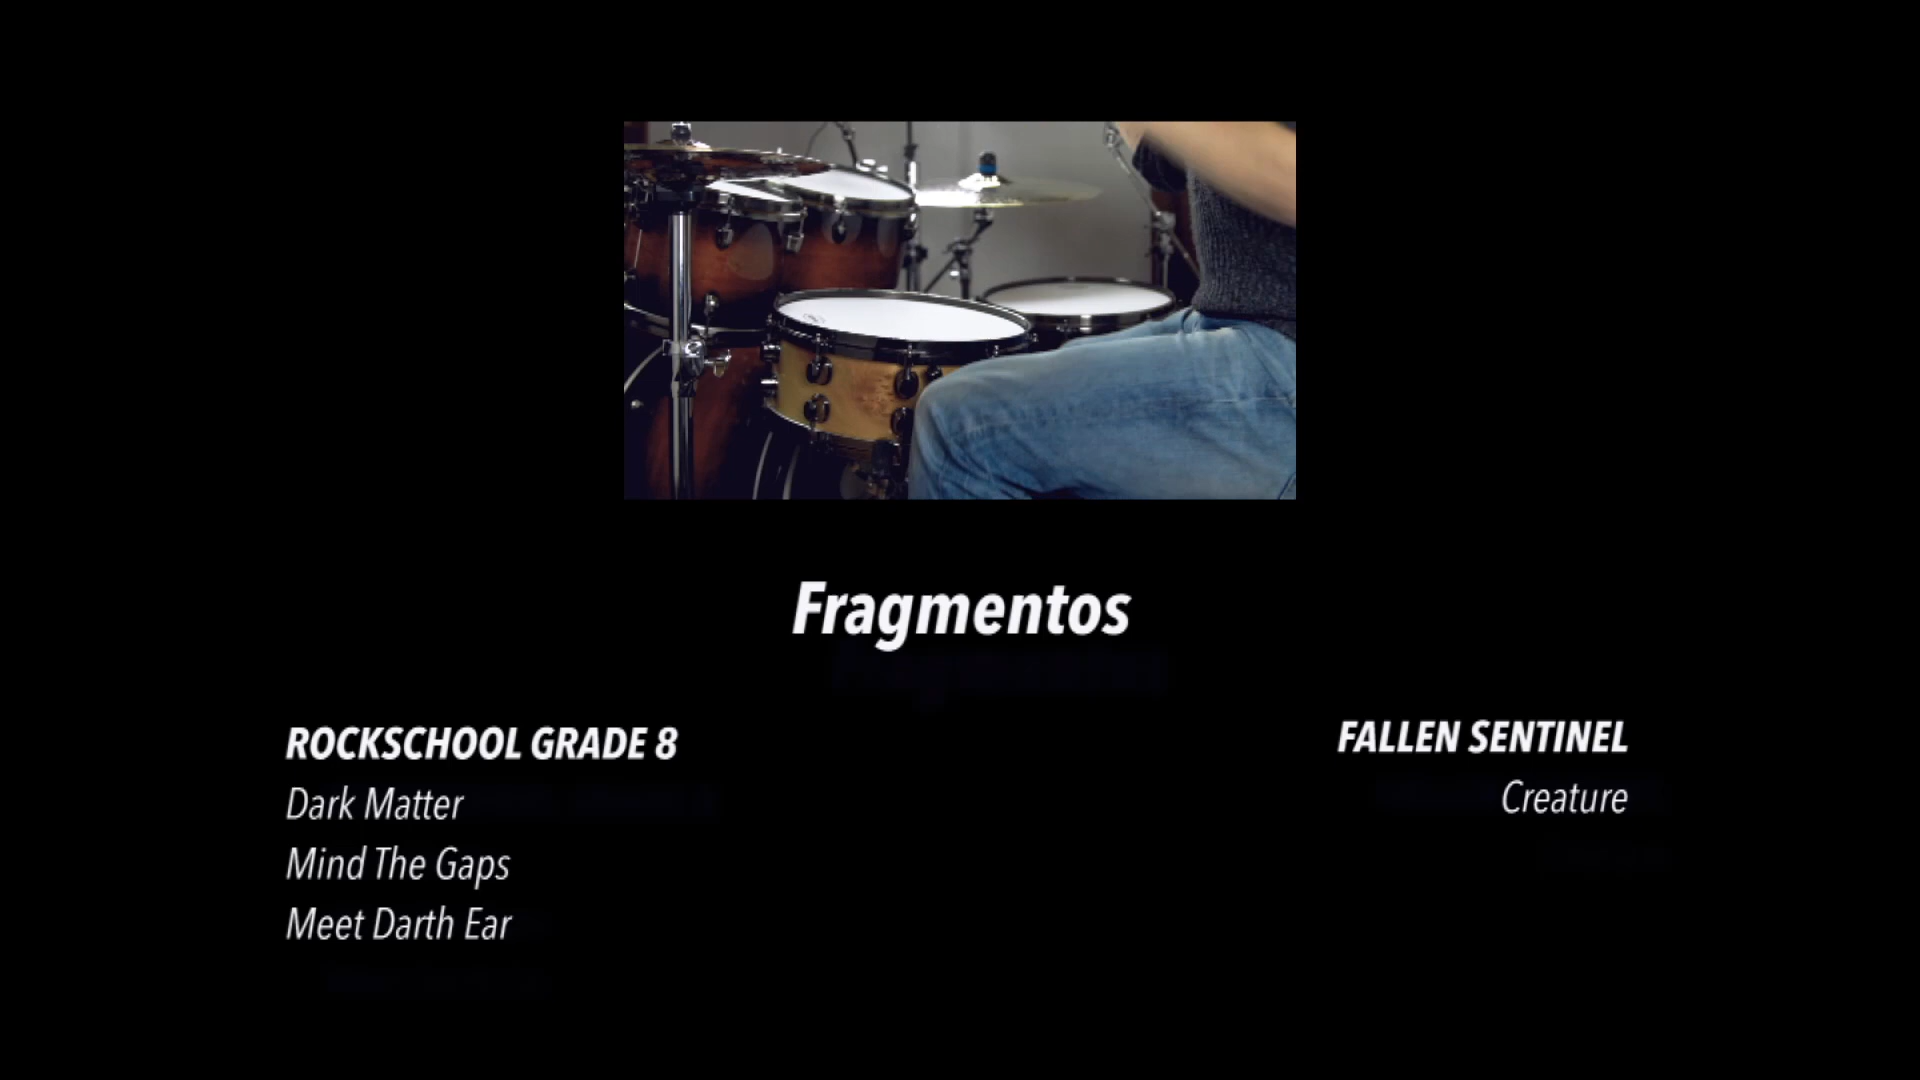 Fragmentos
ROCKSCHOOL GRADE 8
Dark Matter
Mind The Gaps
Meet Darth Ear
FALLEN SENTINEL
Creature